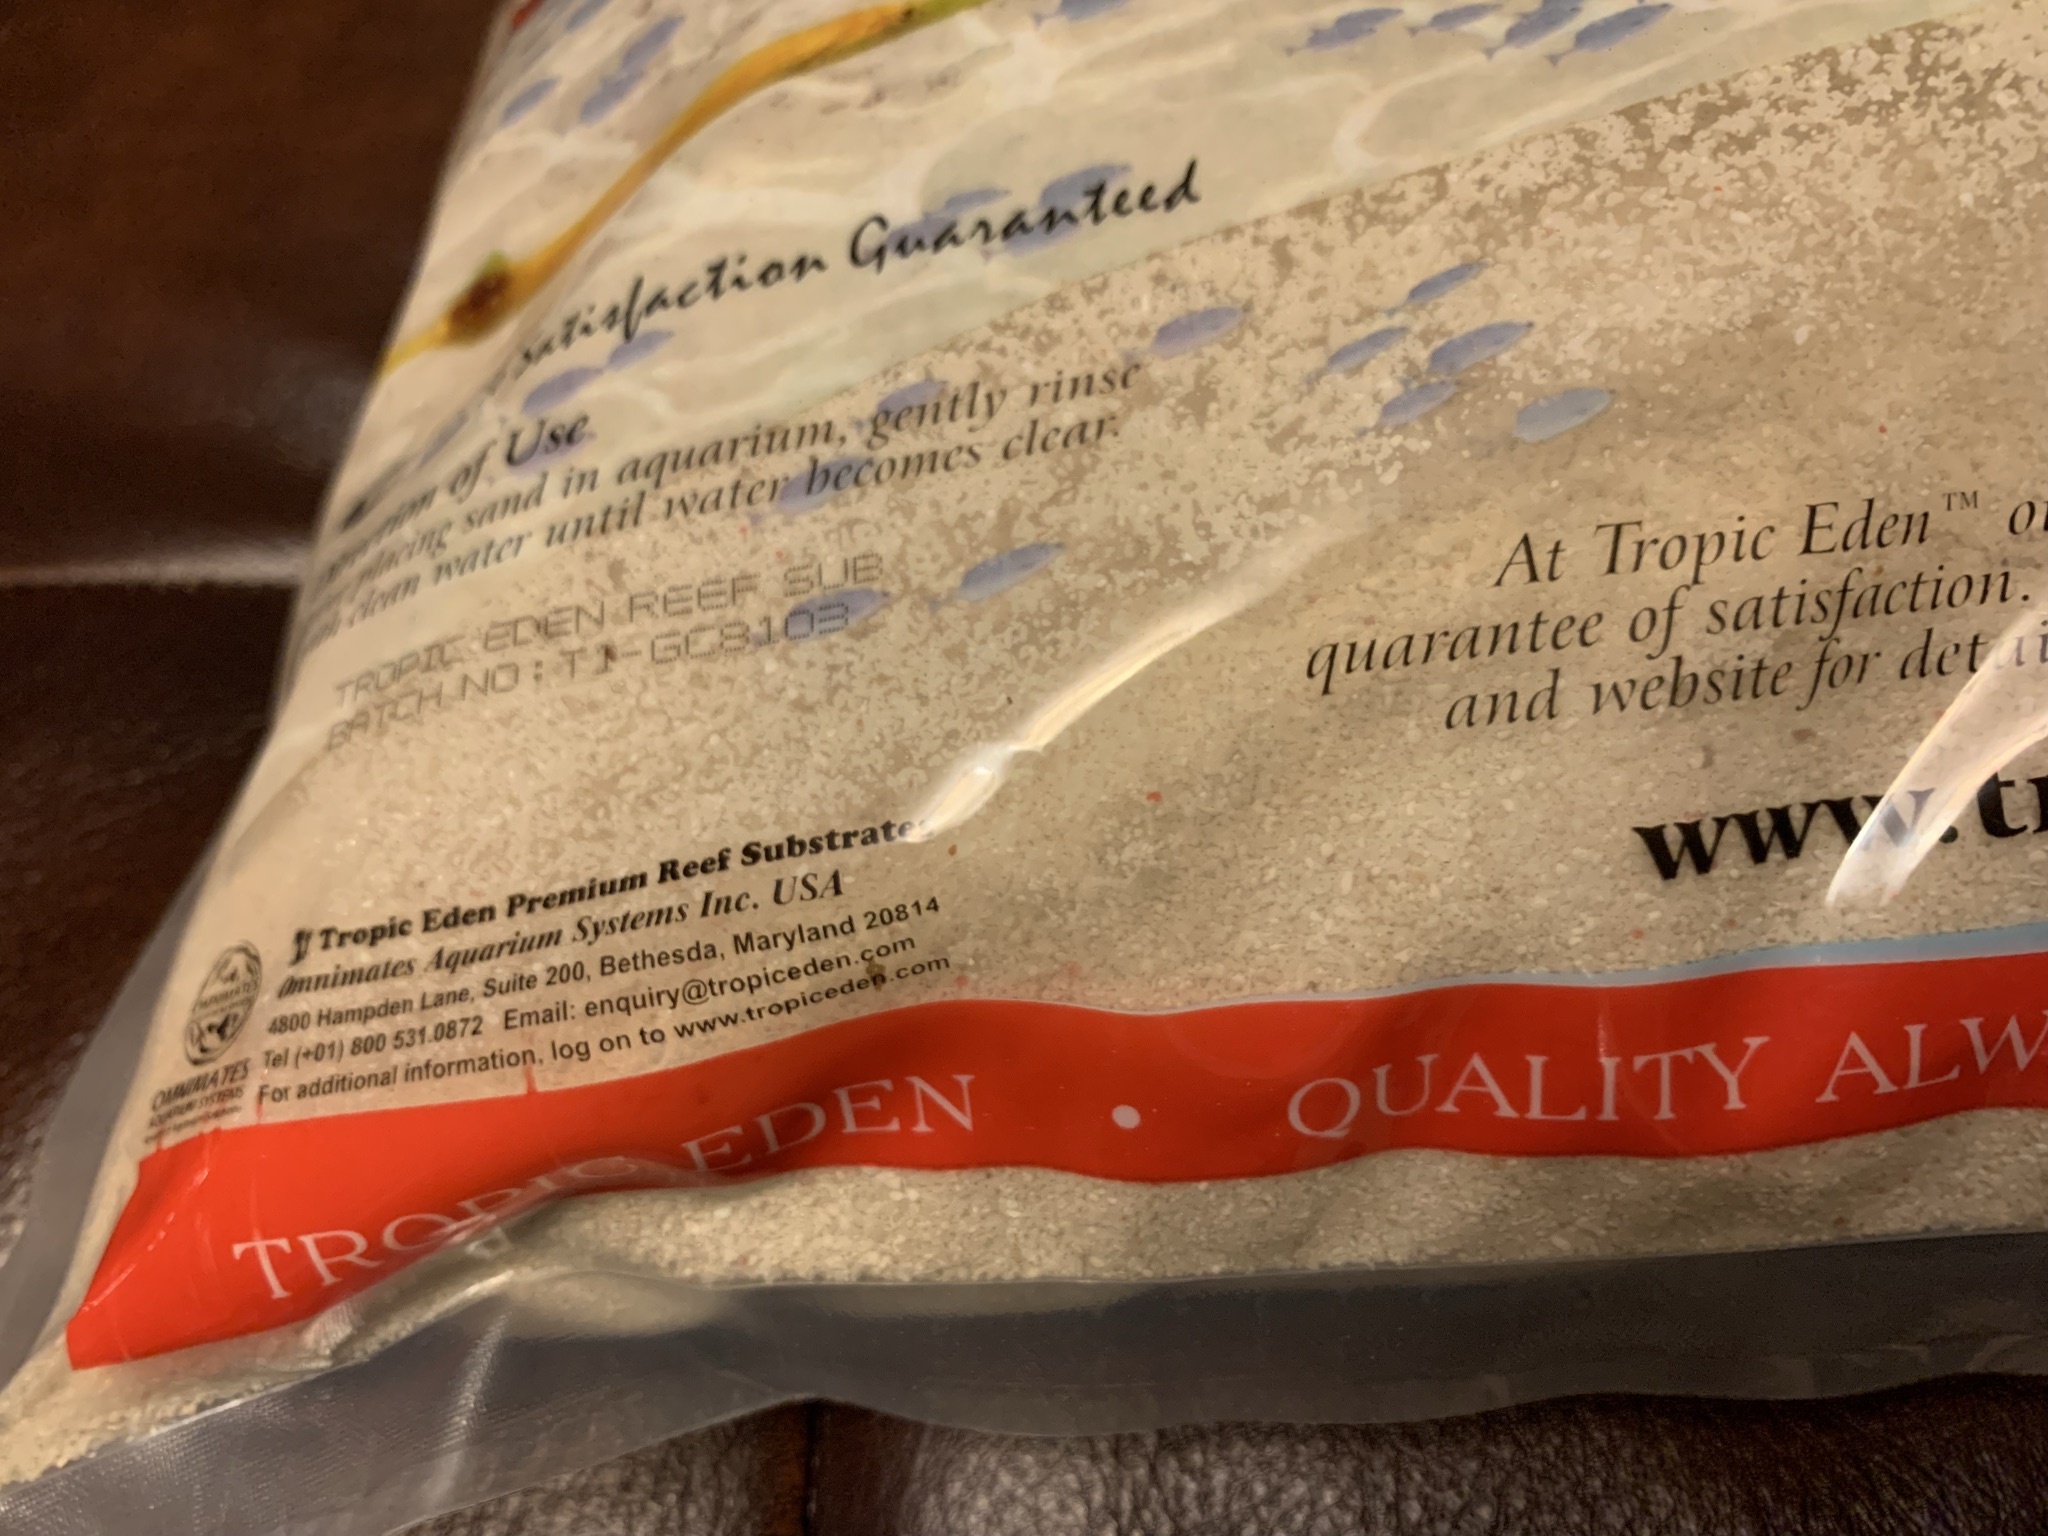 Satisfaction Guaranteed
of Use
placing sand in aquarium, gently rinse
clean water until water becomes clear.
TROPIC EDEN REEF SUB
BATCH NO: T1-GC8103
At Tropic Eden™
quarantee of satisfaction.
and website for
www.
Tropic Eden Premium Reef Substrates
Omnimates Aquarium Systems Inc. USA
4800 Hampden Lane, Suite 200, Bethesda, Maryland 20814
Tel (+01) 800 531.0872 Email: enquiry@tropiceden.com
For additional information, log on to www.tropiceden.com
OMNIMATES
TROPIC EDEN • QUALITY ALW